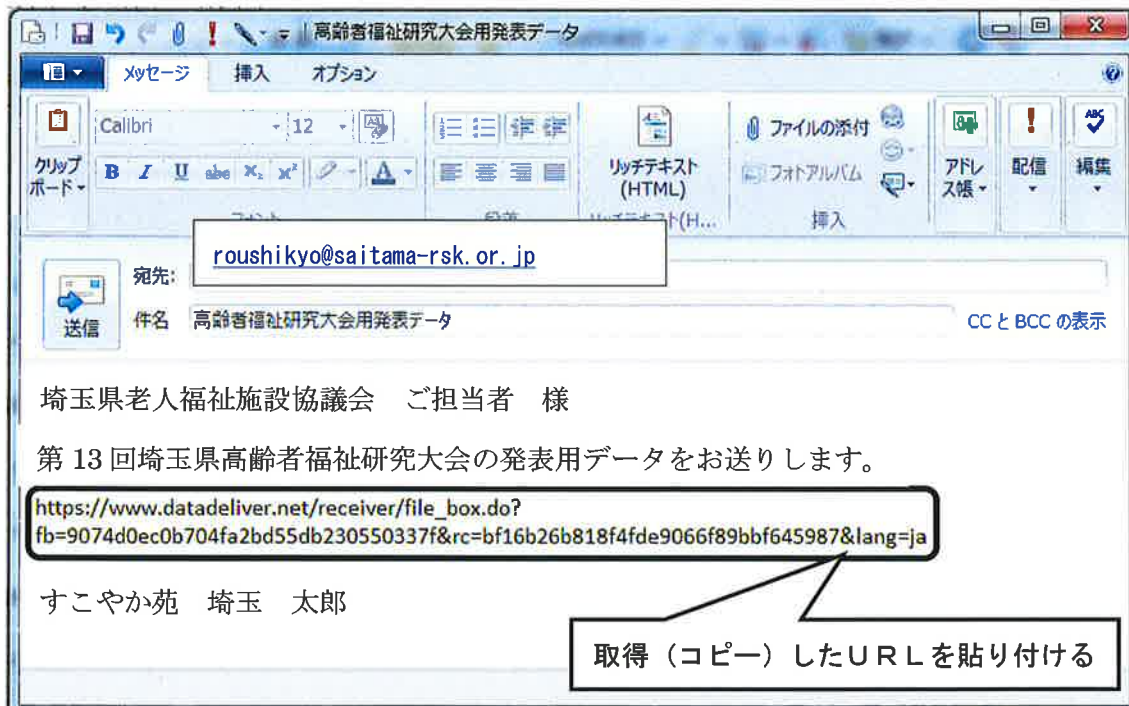 高齢者福祉研究大会用発表データ
メッセージ 挿入 オプション
Calibri 12
クリップボード
B I U abc X₂ X² A
リッチテキスト
(HTML)
ファイルの添付
フォトアルバム
アドレス帳
配信
ABC
編集
挿入
roushikyo@saitama-rsk.or.jp
宛先:
送信
件名 高齢者福祉研究大会用発表データ
CC と BCC の表示
埼玉県老人福祉施設協議会 ご担当者 様
第 13 回埼玉県高齢者福祉研究大会の発表用データをお送りします。
https://www.datadeliver.net/receiver/file_box.do?
fb=9074d0ec0b704fa2bd55db230550337f&rc=bf16b26b818f4fde9066f89bbf645987&lang=ja
すこやか苑 埼玉 太郎
取得（コピー）したURLを貼り付ける